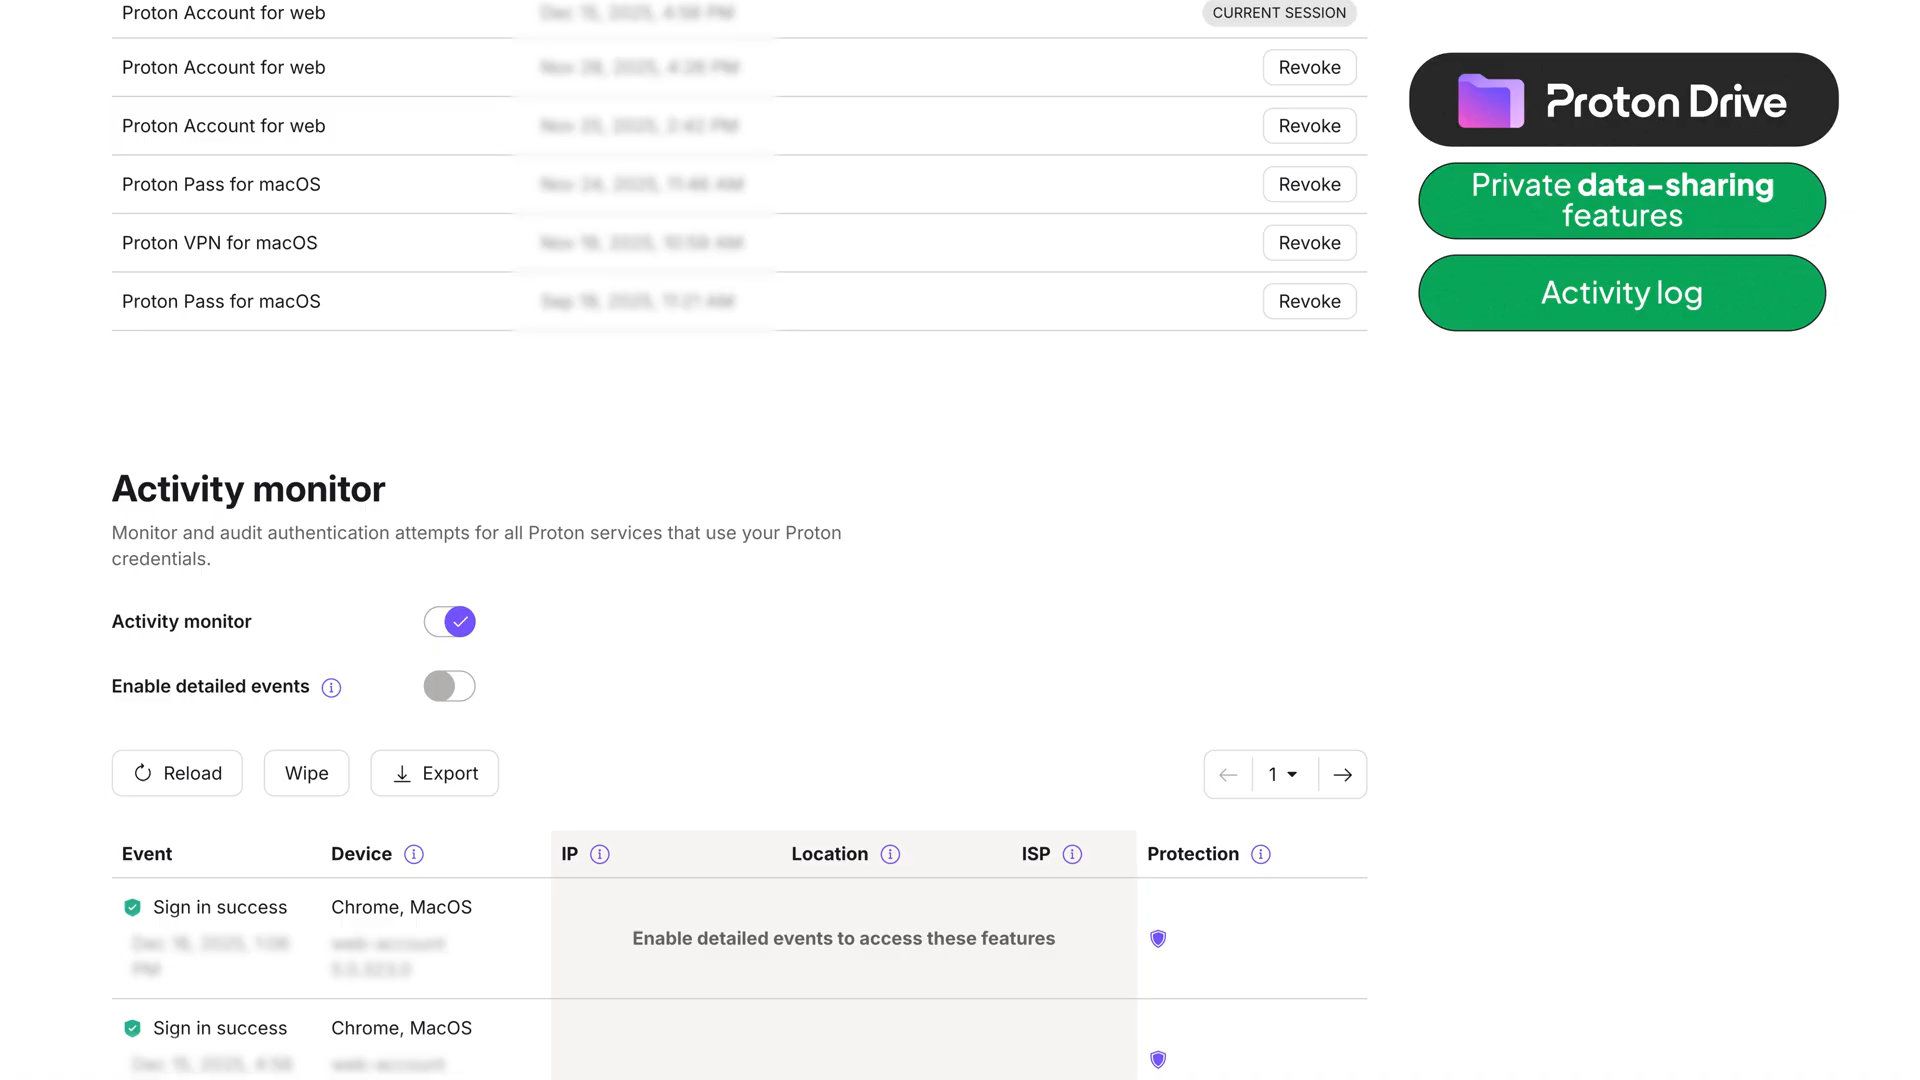 Proton Account for web
CURRENT SESSION
Proton Account for web
Revoke
Proton Account for web
Revoke
Proton Pass for macOS
Revoke
Proton VPN for macOS
Revoke
Proton Pass for macOS
Revoke
Proton Drive
Private data-sharing
features
Activity log
Activity monitor
Monitor and audit authentication attempts for all Proton services that use your Proton
credentials.
Activity monitor
Enable detailed events
Reload Wipe Export
1
Event Device IP Location ISP Protection
Sign in success Chrome, MacOS
Enable detailed events to access these features
Sign in success Chrome, MacOS